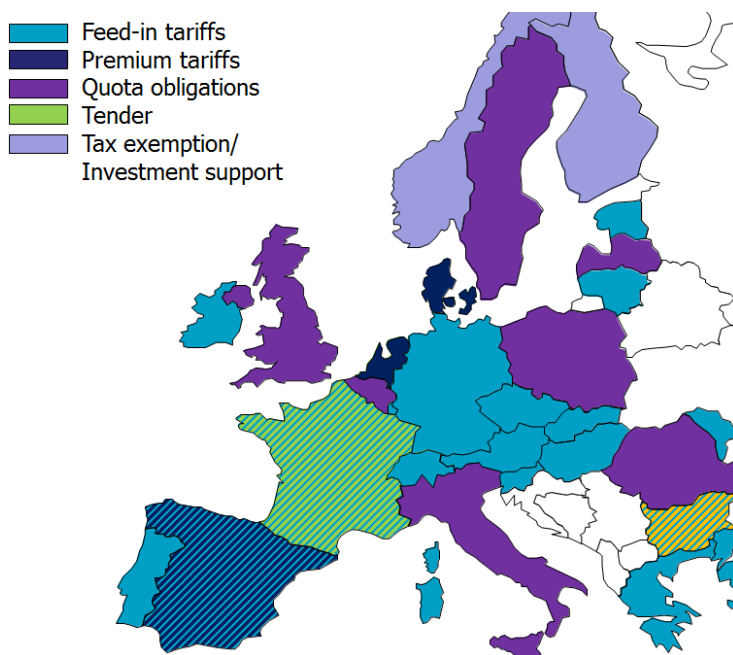 Feed-in tariffs
Premium tariffs
Quota obligations
Tender
Tax exemption/
Investment support